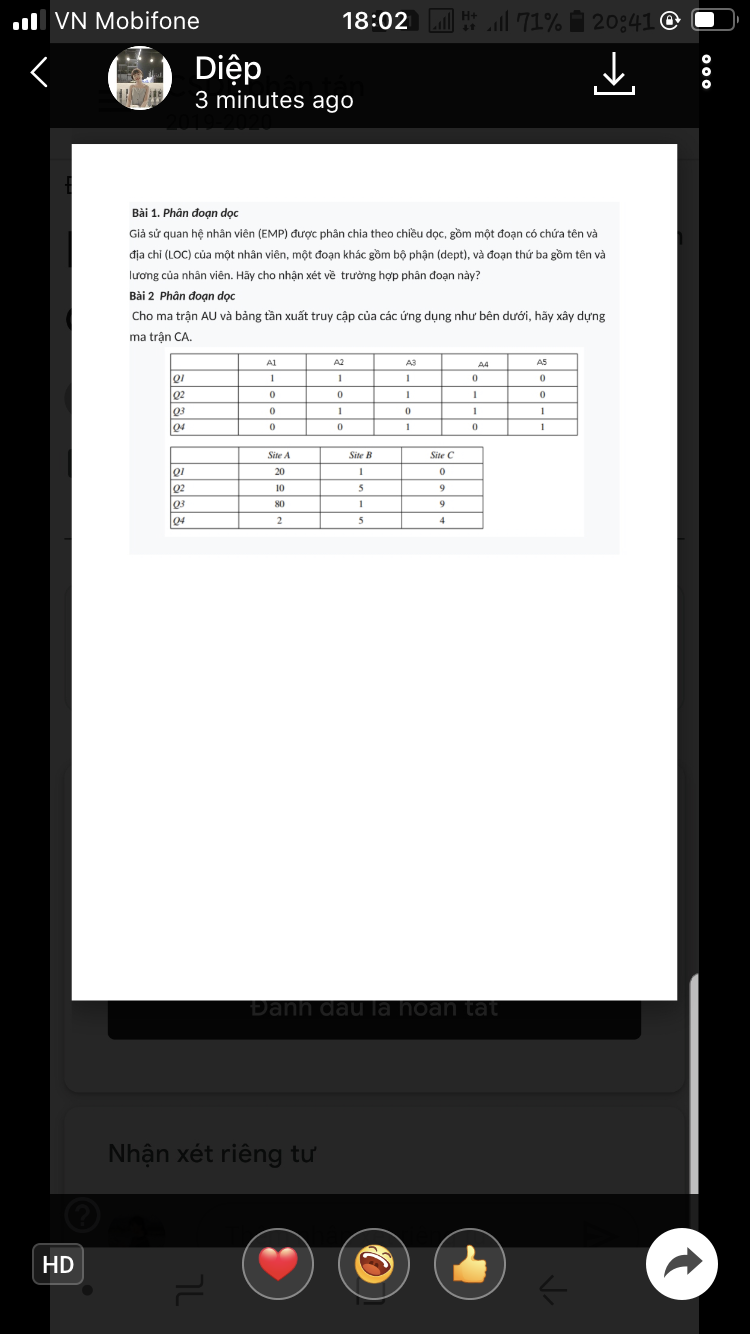 VN Mobifone 18:02 71% 20:41
Diệp
3 minutes ago
2019-2020
Bài 1. Phân đoạn dọc
Giả sử quan hệ nhân viên (EMP) được phân chia theo chiều dọc, gồm một đoạn có chứa tên và
địa chỉ (LOC) của một nhân viên, một đoạn khác gồm bộ phận (dept), và đoạn thứ ba gồm tên và
lương của nhân viên. Hãy cho nhận xét về trường hợp phân đoạn này?
Bài 2 Phân đoạn dọc
Cho ma trận AU và bảng tần xuất truy cập của các ứng dụng như bên dưới, hãy xây dựng
ma trận CA.
A1 A2 A3 A4 A5
Q1 1 1 1 0 0
Q2 0 0 1 1 0
Q3 0 1 0 1 1
Q4 0 0 1 0 1
Site A Site B Site C
Q1 20 1 0
Q2 10 5 9
Q3 80 1 9
Q4 2 5 4
Đánh dấu là hoàn tất
Nhận xét riêng tư
HD